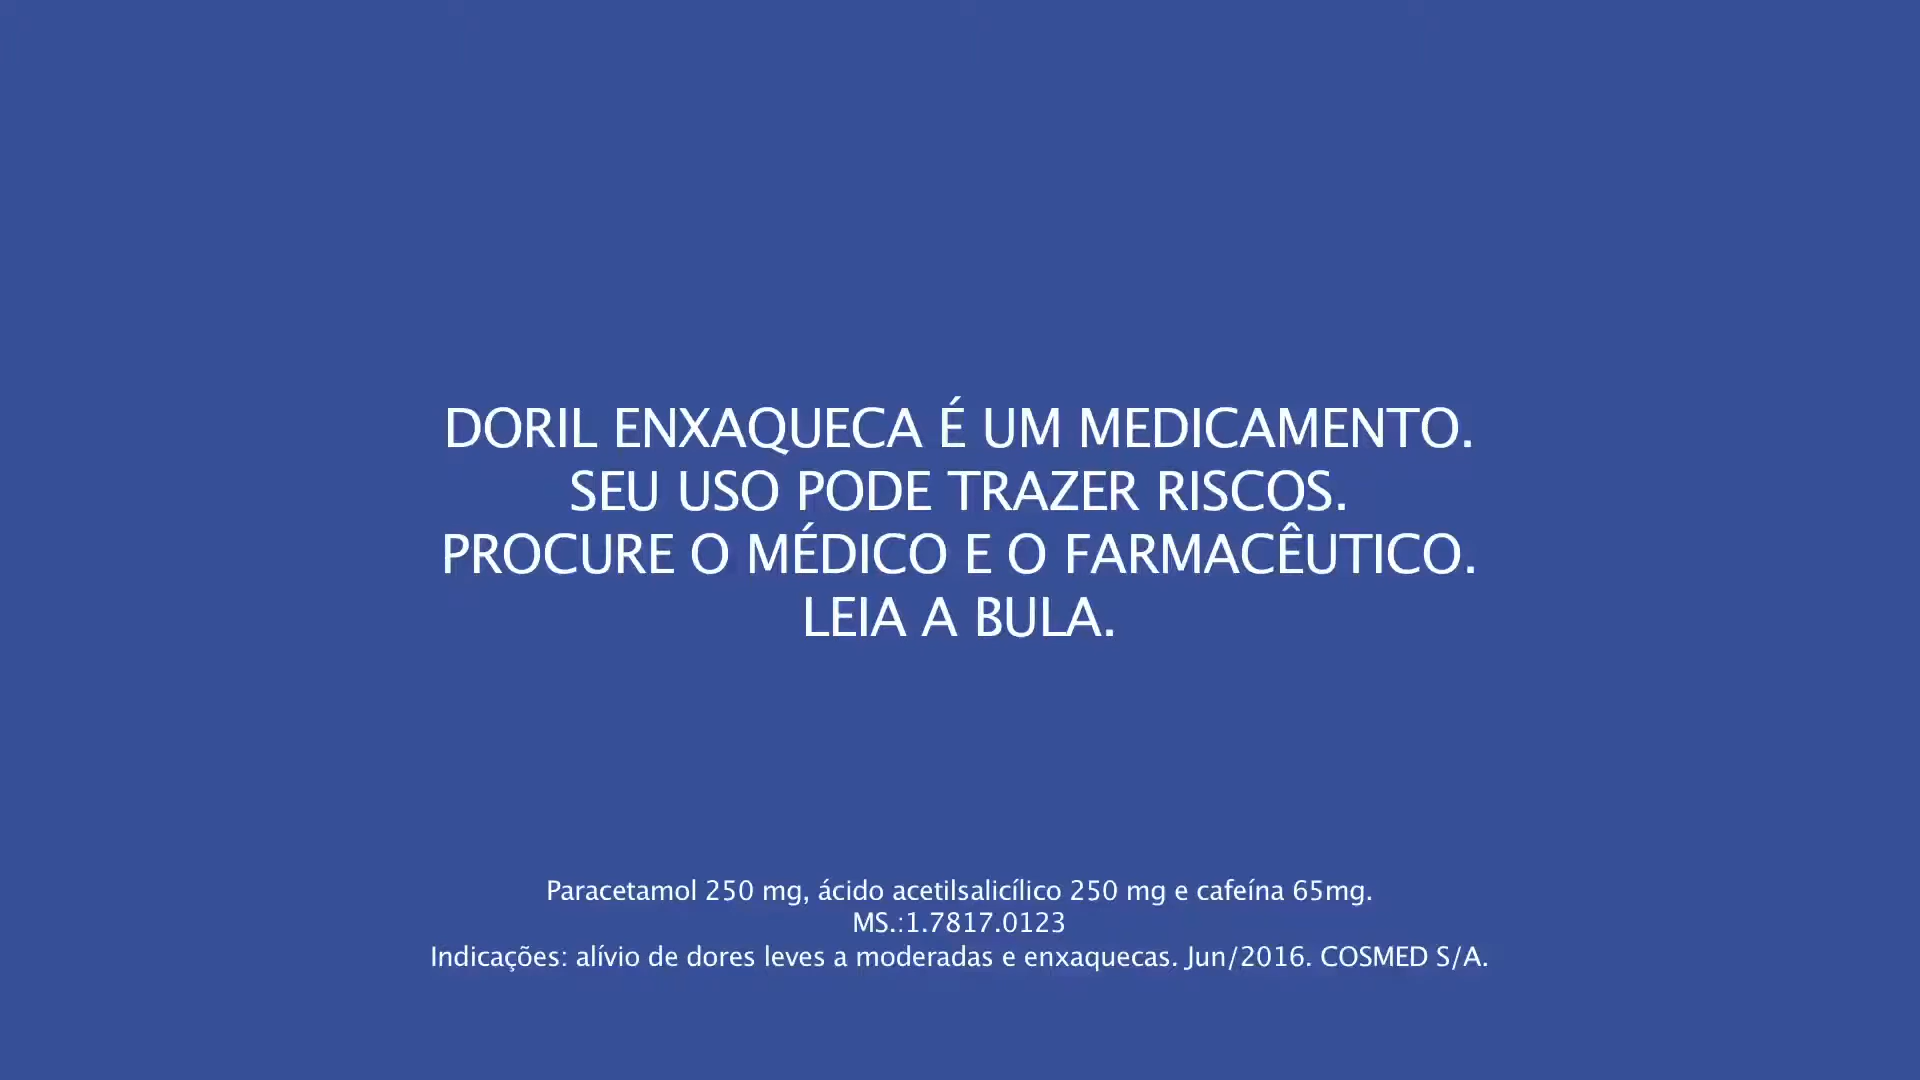 DORIL ENXAQUECA É UM MEDICAMENTO.
SEU USO PODE TRAZER RISCOS.
PROCURE O MÉDICO E O FARMACÊUTICO.
LEIA A BULA.
Paracetamol 250 mg, ácido acetilsalicílico 250 mg e cafeína 65mg.
MS.:1.7817.0123
Indicações: alívio de dores leves a moderadas e enxaquecas. Jun/2016. COSMED S/A.